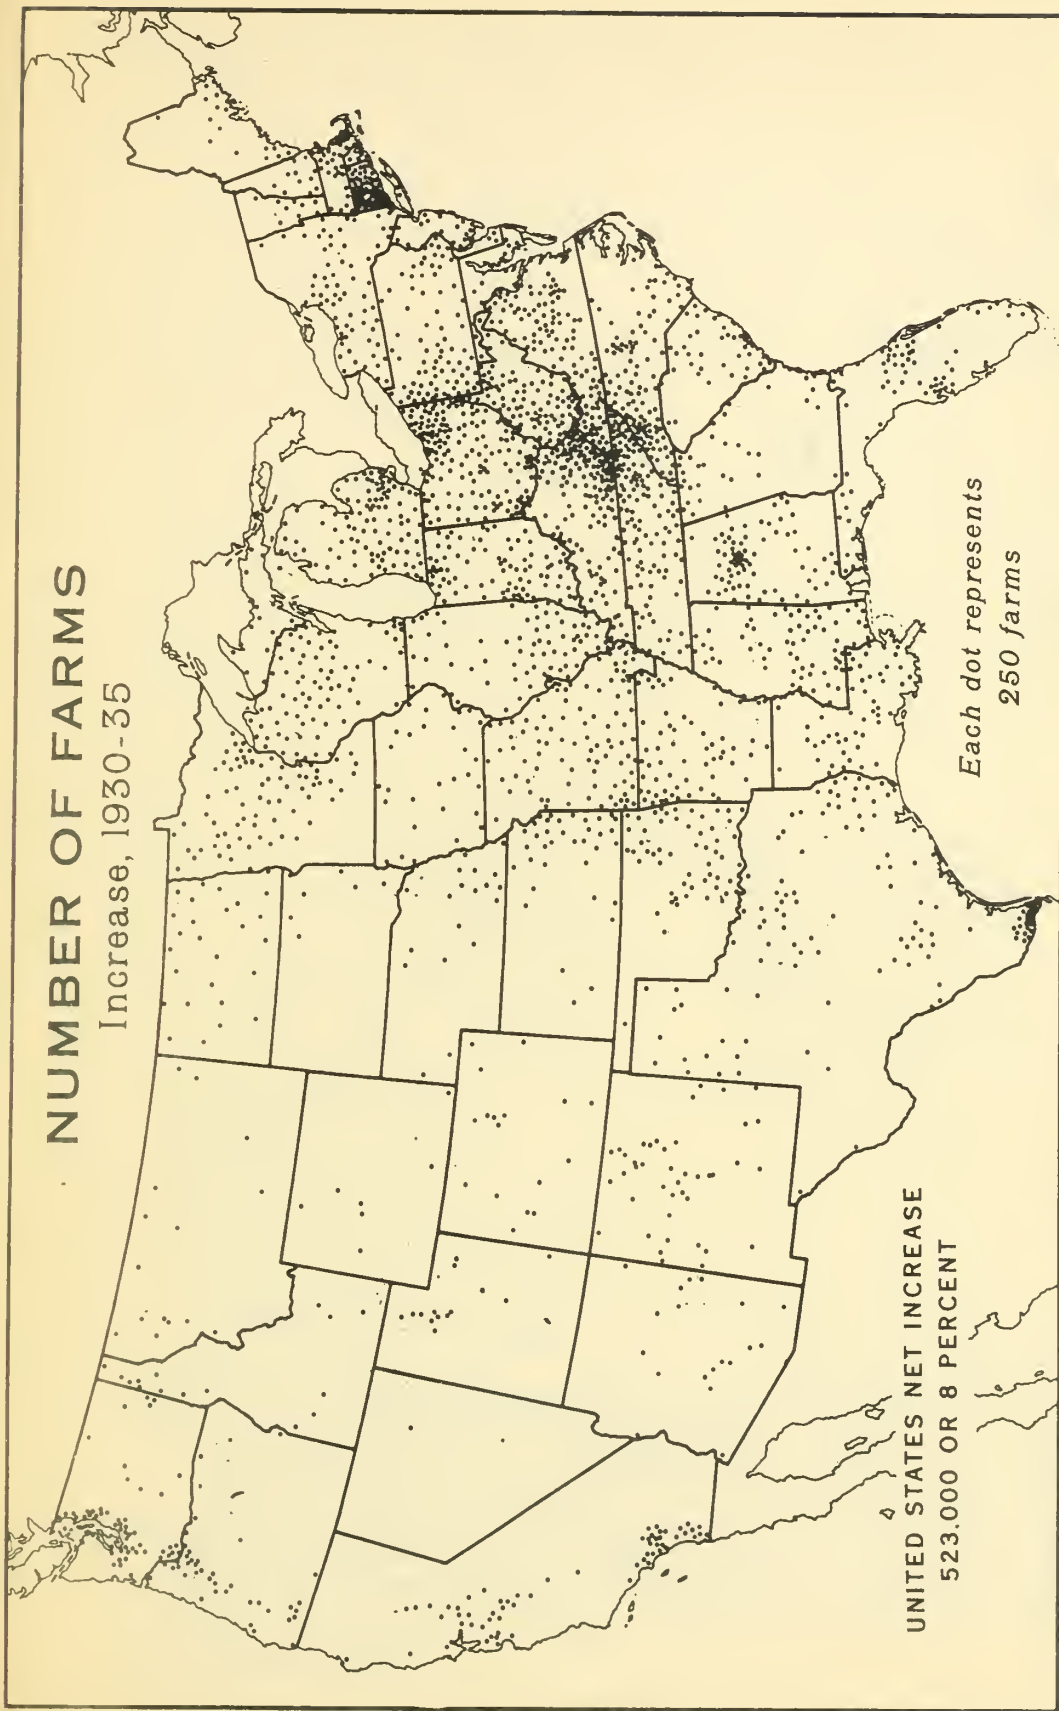 NUMBER OF FARMS
Increase, 1930-35
Each dot represents
250 farms
UNITED STATES NET INCREASE
523.000 OR 8 PERCENT